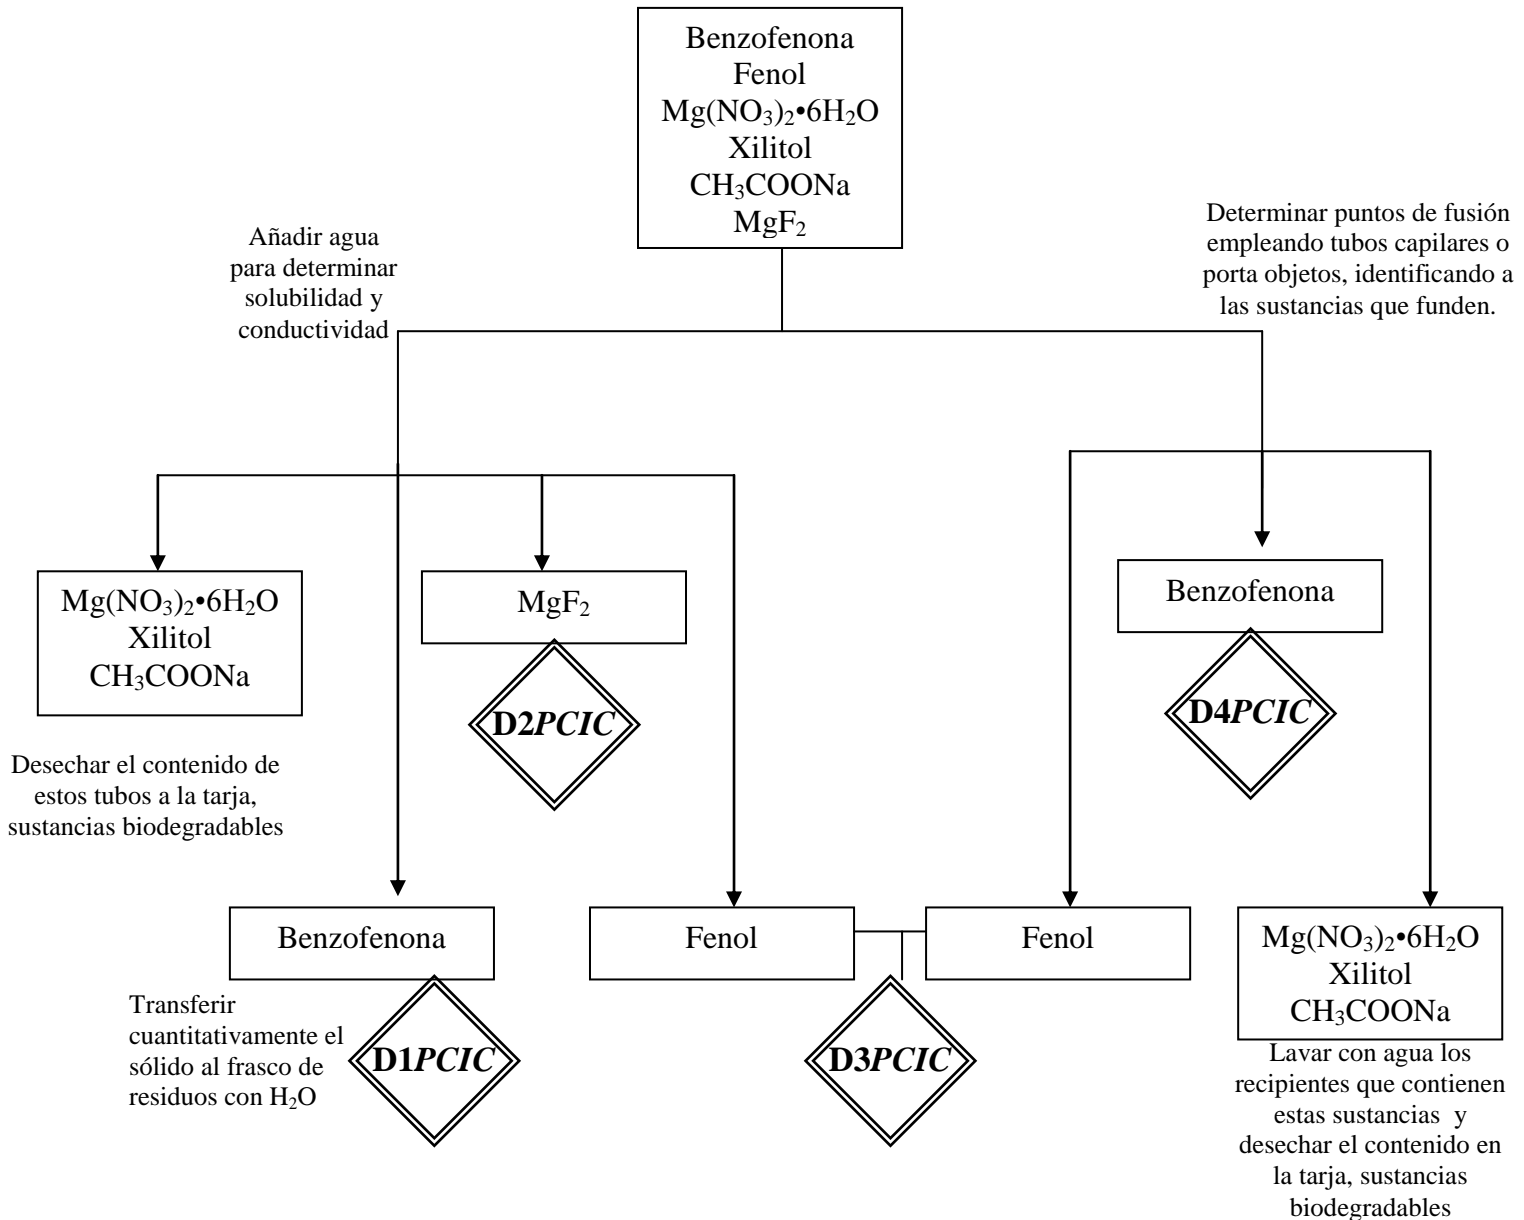 Benzofenona
Fenol
Mg(NO₃)₂•6H₂O
Xilitol
CH₃COONa
MgF₂
Añadir agua
para determinar
solubilidad y
conductividad
Determinar puntos de fusión
empleando tubos capilares o
porta objetos, identificando a
las sustancias que funden.
Mg(NO₃)₂•6H₂O
Xilitol
CH₃COONa
MgF₂
Benzofenona
D2PCIC
D4PCIC
Desechar el contenido de
estos tubos a la tarja,
sustancias biodegradables
Benzofenona
Fenol
Fenol
Mg(NO₃)₂•6H₂O
Xilitol
CH₃COONa
Transferir
cuantitativamente el
sólido al frasco de
residuos con H₂O
D1PCIC
D3PCIC
Lavar con agua los
recipientes que contienen
estas sustancias y
desechar el contenido en
la tarja, sustancias
biodegradables